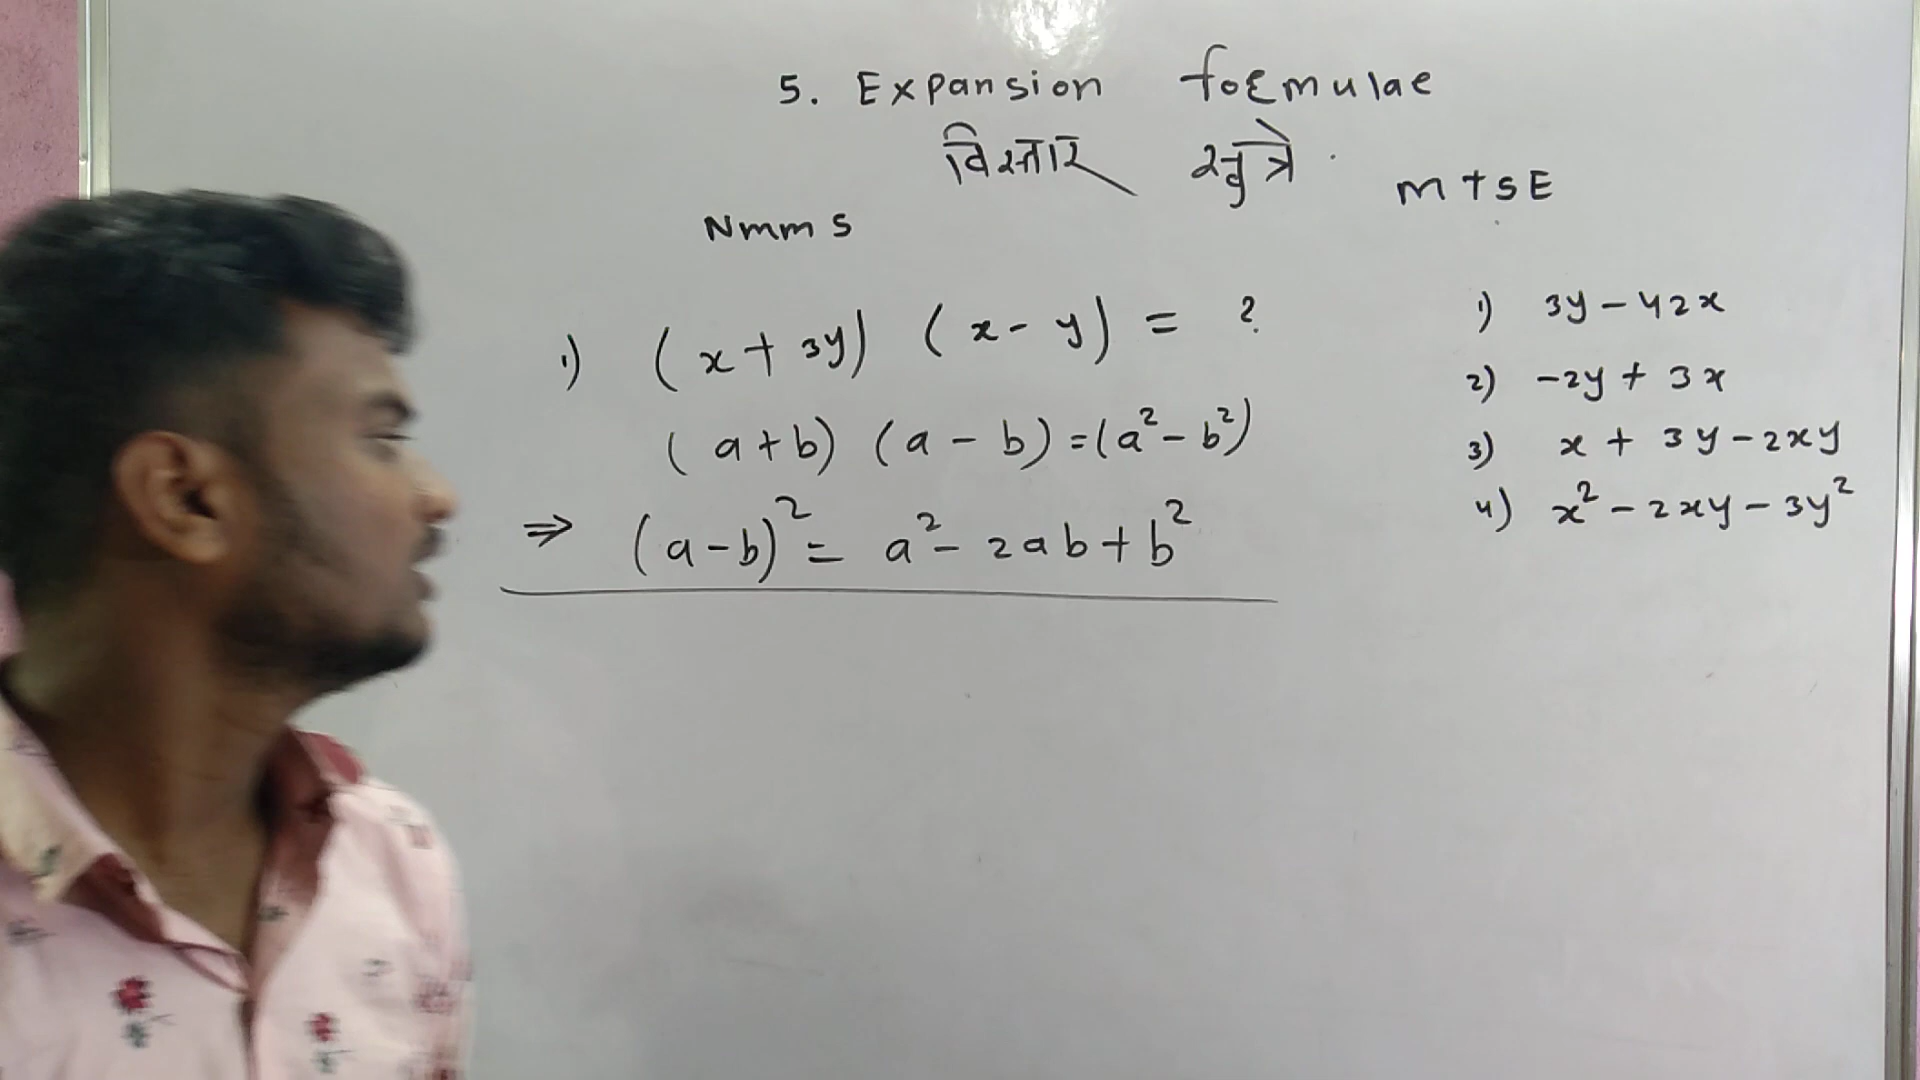 5. Expansion formulae
विस्तार सुत्रे.
Nmms
MTSE
1) (x+3y) (x-y) = ?
(a+b) (a-b)=(a²-b²)
⇒ (a-b)² = a²-2ab+b²
1) 3y-42x
2) -2y+3x
3) x+3y-2xy
4) x²-2xy-3y²